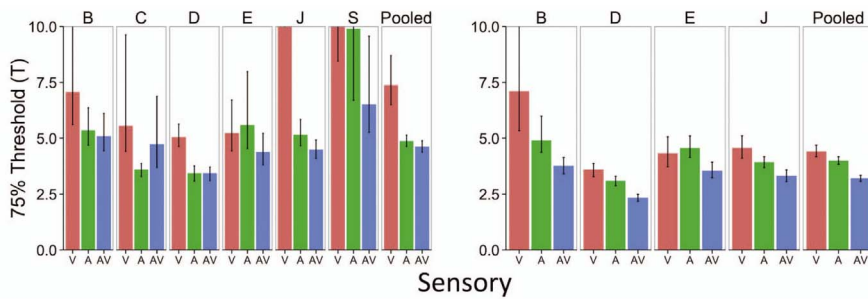 B C D E J S Pooled B D E J Pooled
75% Threshold (T)
10.0 10.0
7.5 7.5
5.0 5.0
2.5 2.5
0.0 0.0
V A AV V A AV V A AV V A AV V A AV V A AV V A AV V A AV V A AV V A AV V A AV V A AV
Sensory